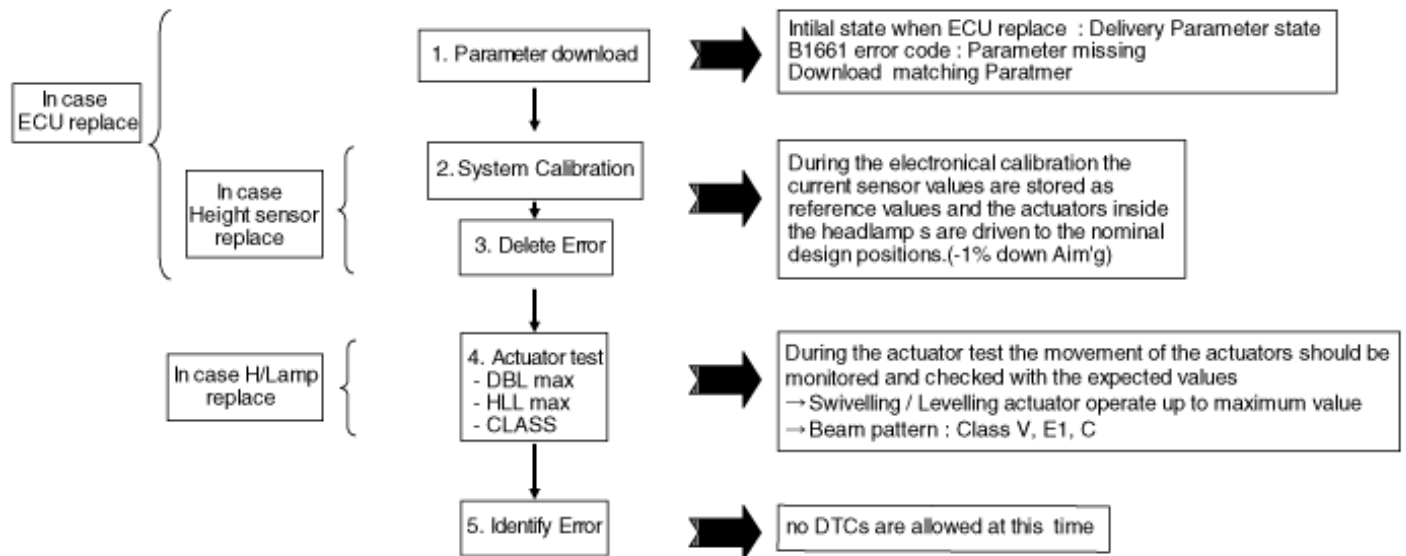 In case
ECU replace
In case
Height sensor
replace
In case H/Lamp
replace
1. Parameter download
Intilal state when ECU replace : Delivery Parameter state
B1661 error code : Parameter missing
Download matching Paratmer
2. System Calibration
3. Delete Error
During the electronical calibration the
current sensor values are stored as
reference values and the actuators inside
the headlamp s are driven to the nominal
design positions.(-1% down Aim'g)
4. Actuator test
- DBL max
- HLL max
- CLASS
During the actuator test the movement of the actuators should be
monitored and checked with the expected values
→Swivelling / Levelling actuator operate up to maximum value
→Beam pattern : Class V, E1, C
5. Identify Error
no DTCs are allowed at this time